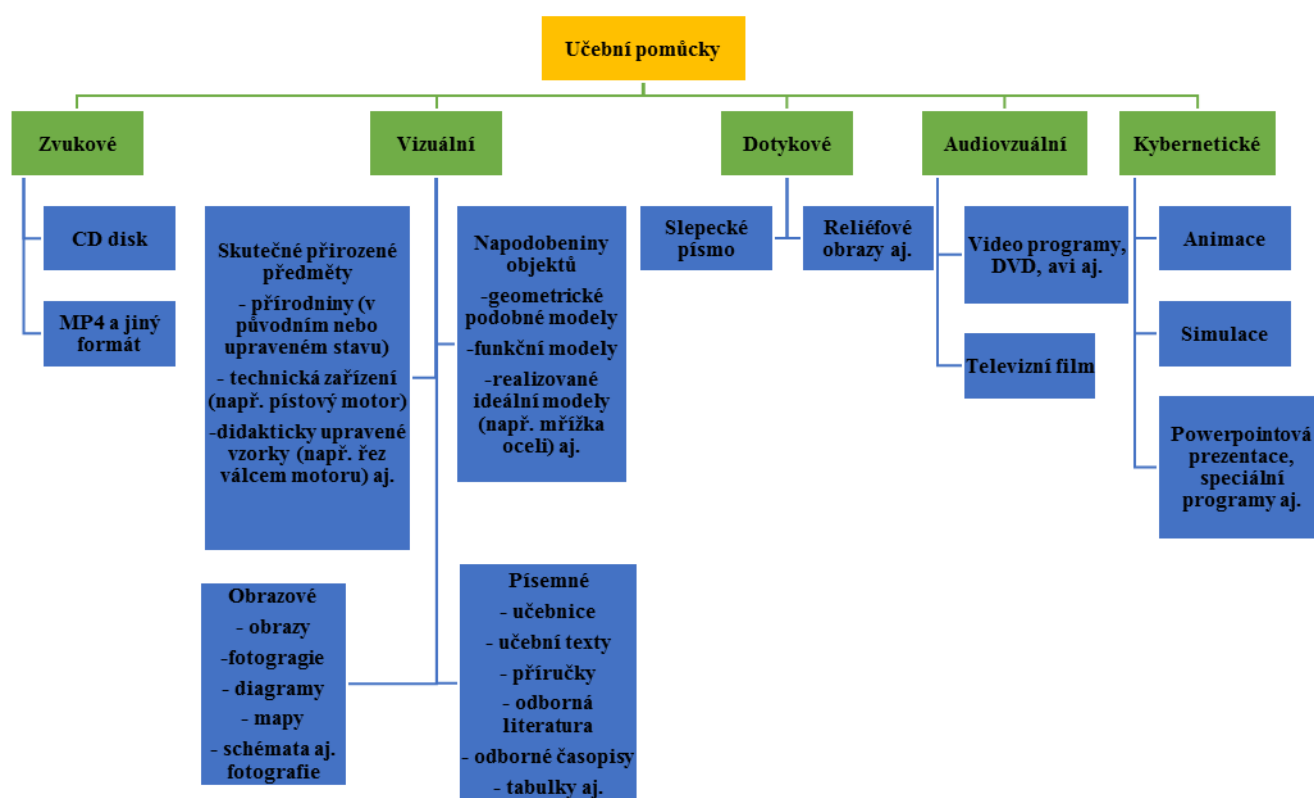 Učební pomůcky
Zvukové
Vizuální
Dotykové
Audiovzuální
Kybernetické
CD disk
MP4 a jiný
formát
Skutečné přirozené
předměty
- přírodniny (v
původním nebo
upraveném stavu)
- technická zařízení
(např. pístový motor)
-didakticky upravené
vzorky (např. řez
válcem motoru) aj.
Napodobeniny
objektů
-geometrické
podobné modely
-funkční modely
-realizované
ideální modely
(např. mřížka
oceli) aj.
Obrazové
- obrazy
-fotogragie
- diagramy
- mapy
- schémata aj.
fotografie
Písemné
- učebnice
- učební texty
- příručky
- odborná
literatura
- odborné časopisy
- tabulky aj.
Slepecké
písmo
Reliéfové
obrazy aj.
Video programy,
DVD, avi aj.
Televizní film
Animace
Simulace
Powerpointová
prezentace,
speciální
programy aj.